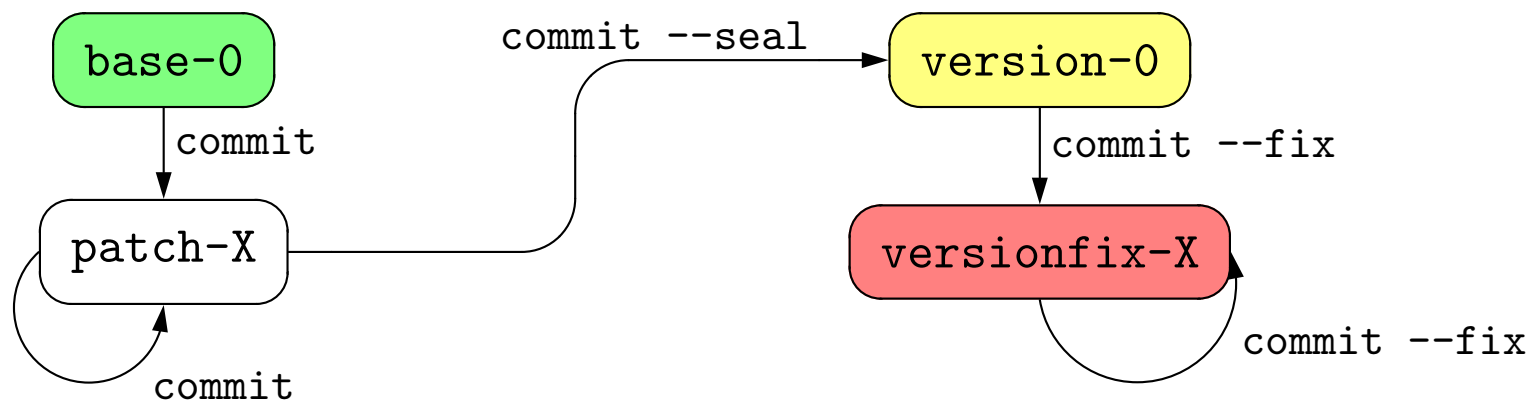 base-0
commit --seal
version-0
commit
commit --fix
patch-X
versionfix-X
commit --fix
commit